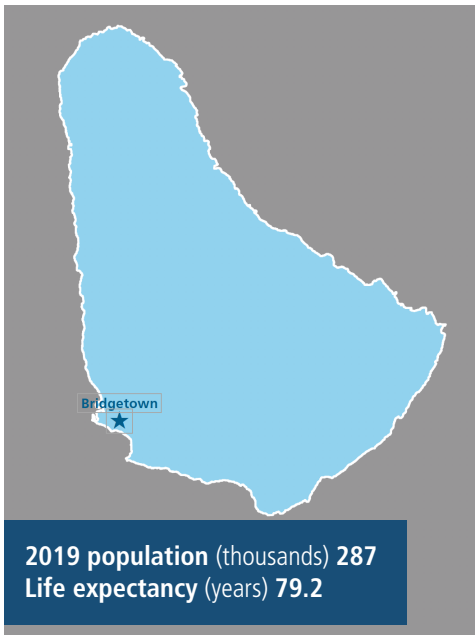 Bridgetown
2019 population (thousands) 287
Life expectancy (years) 79.2